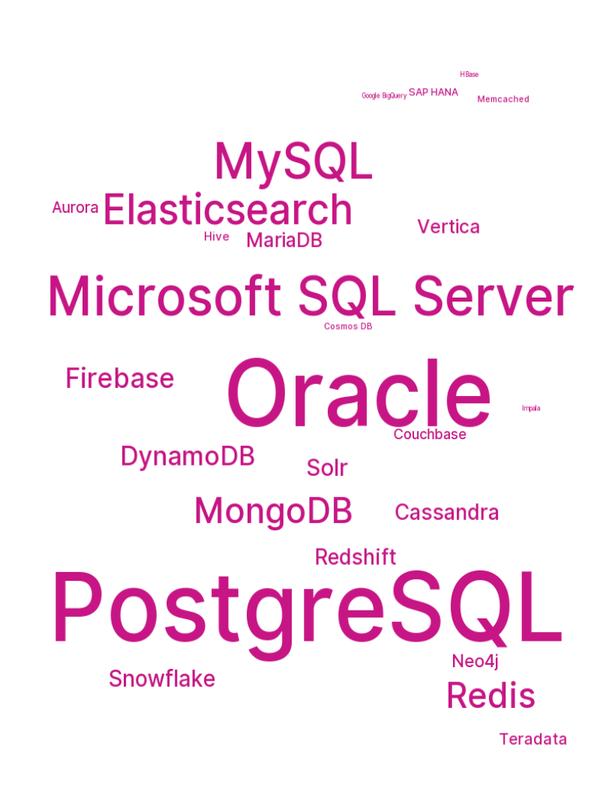 HBase
Google BigQuery SAP HANA
Memcached
MySQL
Aurora Elasticsearch
Vertica
Hive MariaDB
Microsoft SQL Server
Cosmos DB
Firebase
Oracle
Impala
Couchbase
DynamoDB
Solr
MongoDB
Cassandra
Redshift
PostgreSQL
Neo4j
Snowflake
Redis
Teradata